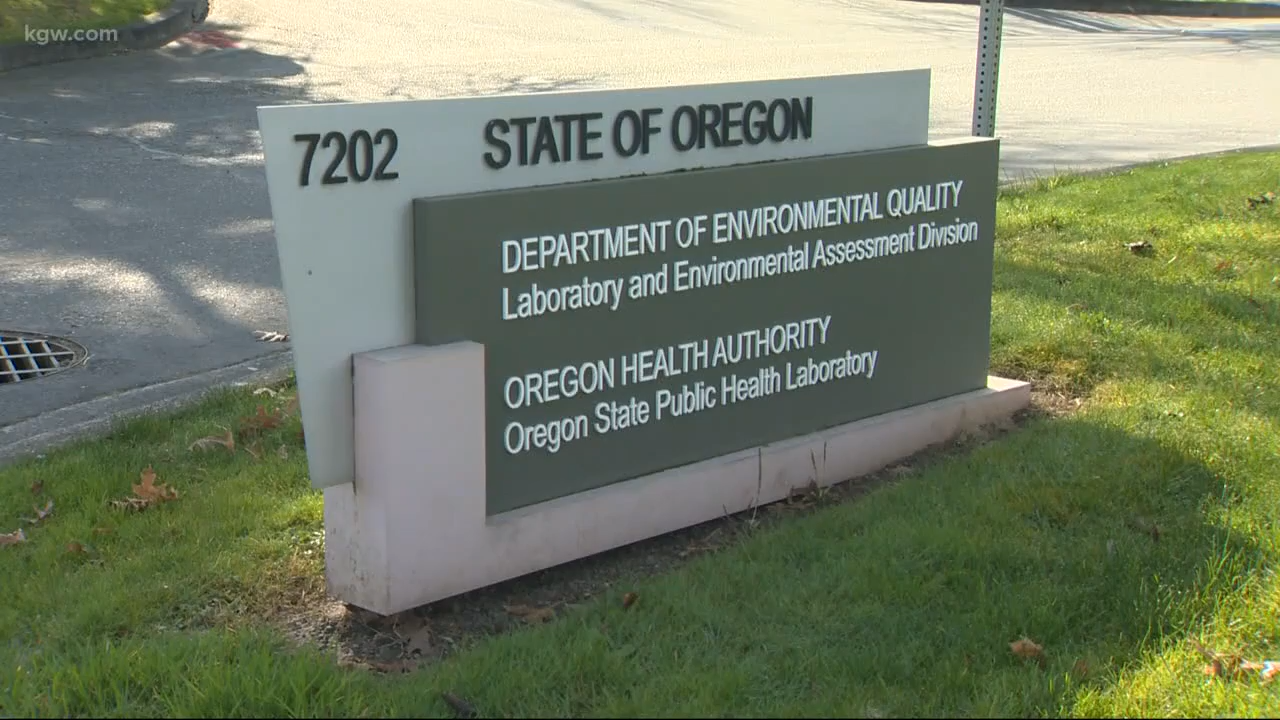 kgw.com
7202 STATE OF OREGON
DEPARTMENT OF ENVIRONMENTAL QUALITY
Laboratory and Environmental Assessment Division
OREGON HEALTH AUTHORITY
Oregon State Public Health Laboratory